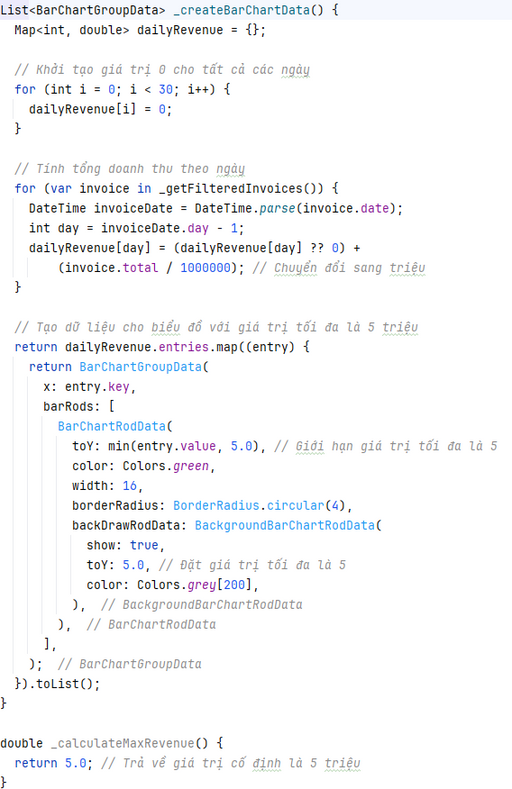 List<BarChartGroupData> _createBarChartData() {
  Map<int, double> dailyRevenue = {};

  // Khởi tạo giá trị 0 cho tất cả các ngày
  for (int i = 0; i < 30; i++) {
    dailyRevenue[i] = 0;
  }

  // Tính tổng doanh thu theo ngày
  for (var invoice in _getFilteredInvoices()) {
    DateTime invoiceDate = DateTime.parse(invoice.date);
    int day = invoiceDate.day - 1;
    dailyRevenue[day] = (dailyRevenue[day] ?? 0) +
        (invoice.total / 1000000); // Chuyển đổi sang triệu
  }

  // Tạo dữ liệu cho biểu đồ với giá trị tối đa là 5 triệu
  return dailyRevenue.entries.map((entry) {
    return BarChartGroupData(
      x: entry.key,
      barRods: [
        BarChartRodData(
          toY: min(entry.value, 5.0), // Giới hạn giá trị tối đa là 5
          color: Colors.green,
          width: 16,
          borderRadius: BorderRadius.circular(4),
          backDrawRodData: BackgroundBarChartRodData(
            show: true,
            toY: 5.0, // Đặt giá trị tối đa là 5
            color: Colors.grey[200],
          ),  // BackgroundBarChartRodData
        ),  // BarChartRodData
      ],
    );  // BarChartGroupData
  }).toList();
}

double _calculateMaxRevenue() {
  return 5.0; // Trả về giá trị cố định là 5 triệu
}